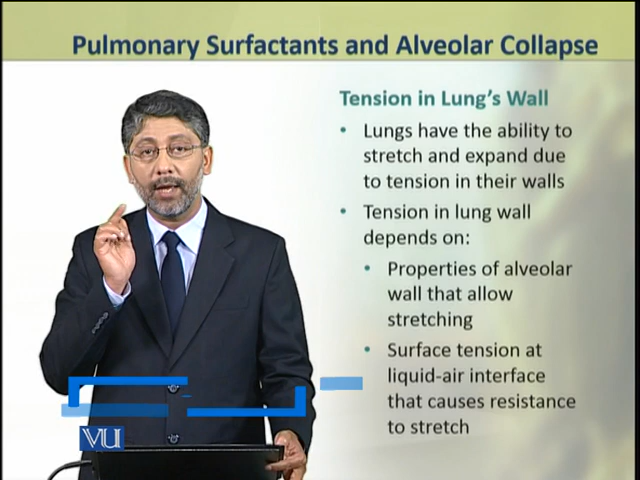 Pulmonary Surfactants and Alveolar Collapse
Tension in Lung's Wall
• Lungs have the ability to
stretch and expand due
to tension in their walls
• Tension in lung wall
depends on:
• Properties of alveolar
wall that allow
stretching
• Surface tension at
liquid-air interface
that causes resistance
to stretch
VU